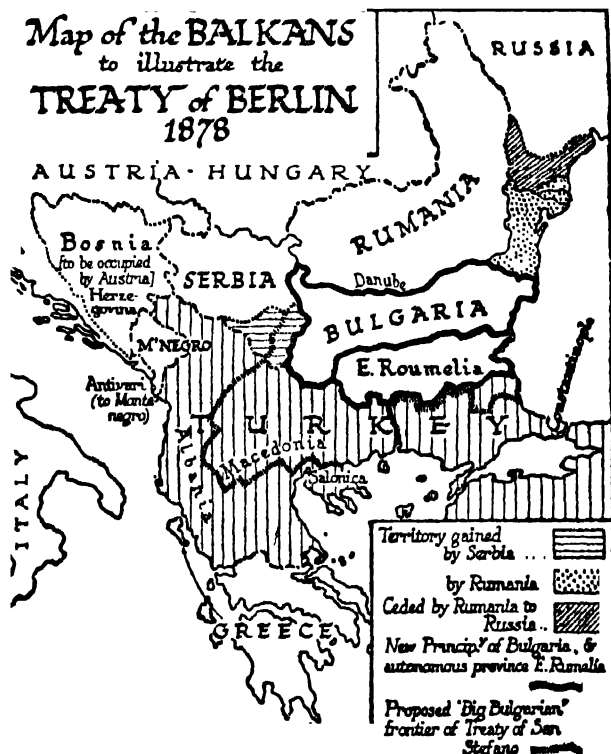 Map of the BALKANS
to illustrate the
TREATY of BERLIN
1878
RUSSIA
AUSTRIA-HUNGARY
RUMANIA
Bosnia
[to be occupied
by Austria]
Herze-
govina
SERBIA
Danube
BULGARIA
M'NEGRO
E. Roumelia
Constantinople
Antivari
(to Monte
negro)
TURKEY
Albania
Macedonia
Salonica
ITALY
GREECE
Territory gained
by Serbia ...
by Rumania
Ceded by Rumania to
Russia..
New Princip.y of Bulgaria, &
autonomous province E. Rumelia
Proposed "Big Bulgarian"
frontier of Treaty of San
Stefano